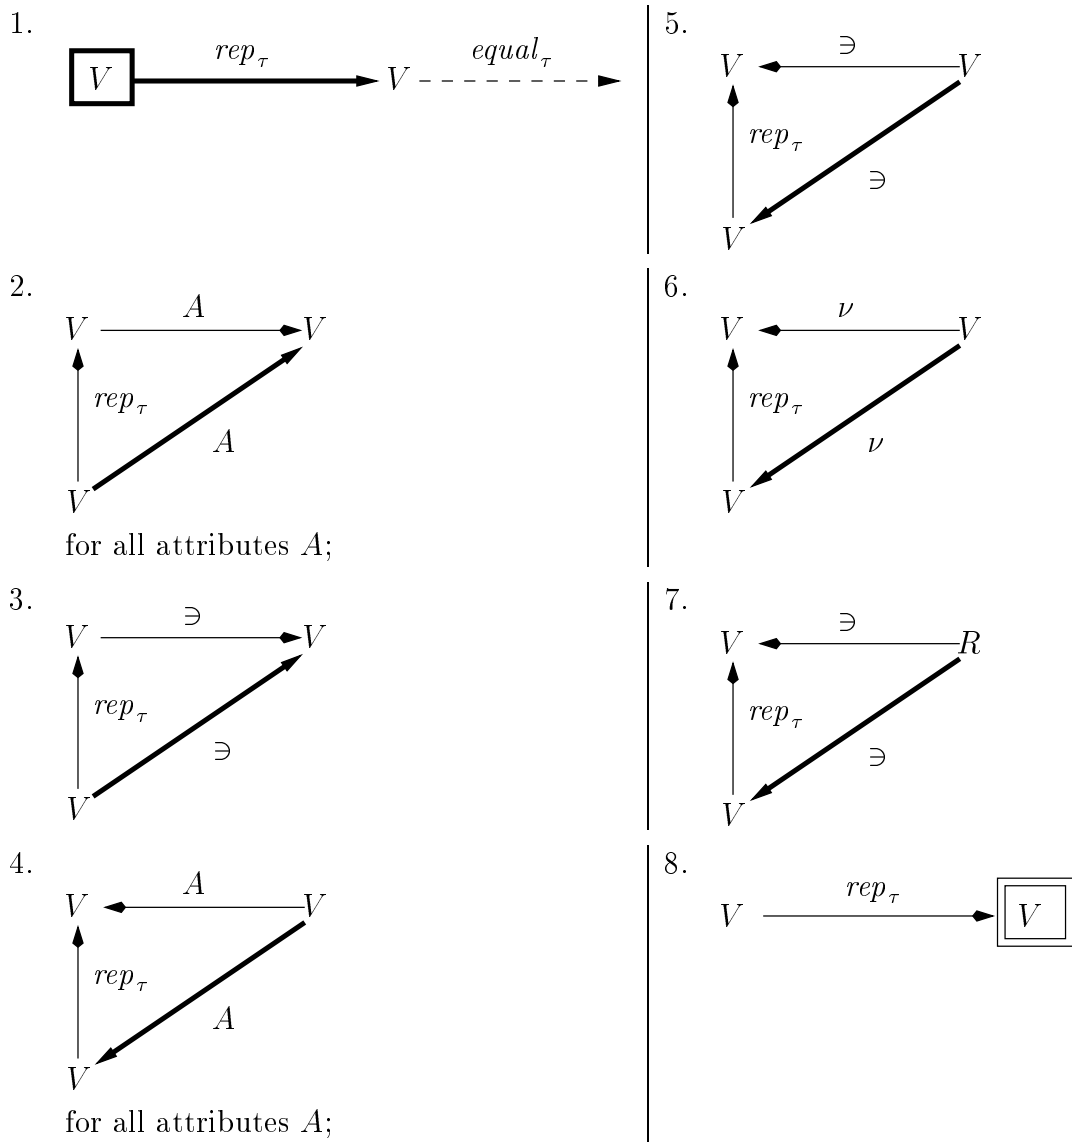 1.
V rep_τ V equal_τ
2.
A
V V
rep_τ
A
V
for all attributes A;
3.
∋
V V
rep_τ
∋
V
4.
A
V V
rep_τ
A
V
for all attributes A;
5.
∋
V V
rep_τ
∋
V
6.
ν
V V
rep_τ
ν
V
7.
∋
V R
rep_τ
∋
V
8.
rep_τ
V V